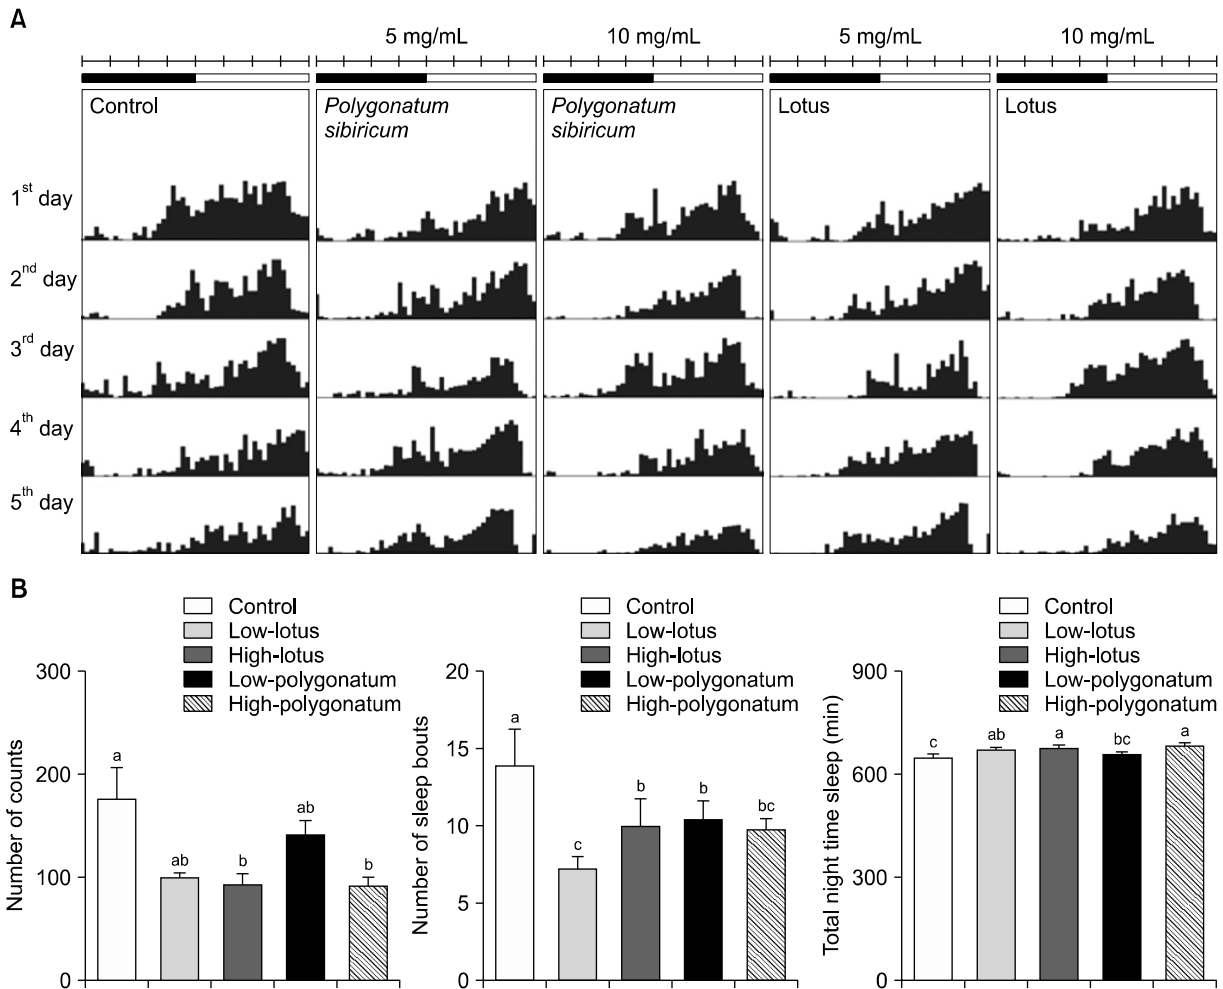 A
5 mg/mL
10 mg/mL
5 mg/mL
10 mg/mL
Control
Polygonatum
sibiricum
Polygonatum
sibiricum
Lotus
Lotus
1st day
2nd day
3rd day
4th day
5th day
B
Control
Low-lotus
High-lotus
Low-polygonatum
High-polygonatum
Number of counts
300
200
100
0
a
ab
b
ab
b
Control
Low-lotus
High-lotus
Low-polygonatum
High-polygonatum
Number of sleep bouts
20
15
10
5
0
a
c
b
b
bc
Control
Low-lotus
High-lotus
Low-polygonatum
High-polygonatum
Total night time sleep (min)
900
600
300
0
c
ab
a
bc
a